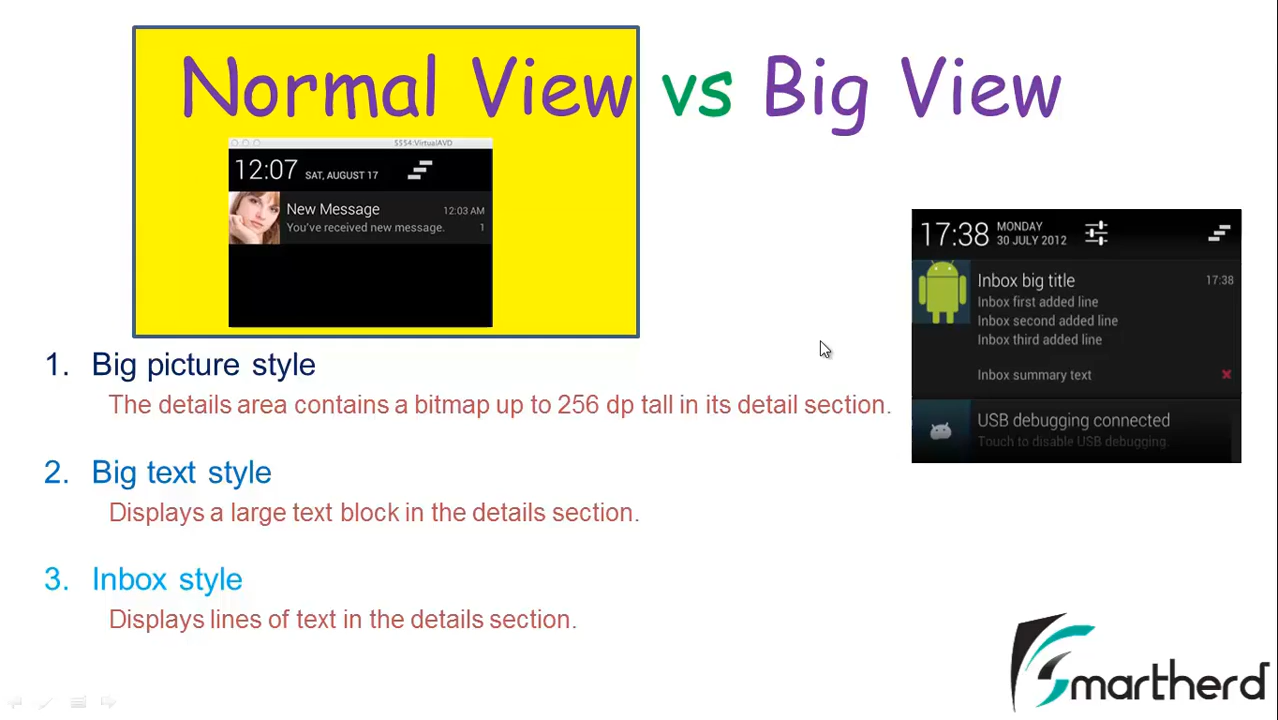 Normal View vs Big View
5554:VirtualAVD
12:07 SAT, AUGUST 17
New Message 12:03 AM
You've received new message. 1
17:38 MONDAY
30 JULY 2012
Inbox big title 17:38
Inbox first added line
Inbox second added line
Inbox third added line
Inbox summary text
USB debugging connected
Touch to disable USB debugging.
1. Big picture style
The details area contains a bitmap up to 256 dp tall in its detail section.
2. Big text style
Displays a large text block in the details section.
3. Inbox style
Displays lines of text in the details section.
Smartherd